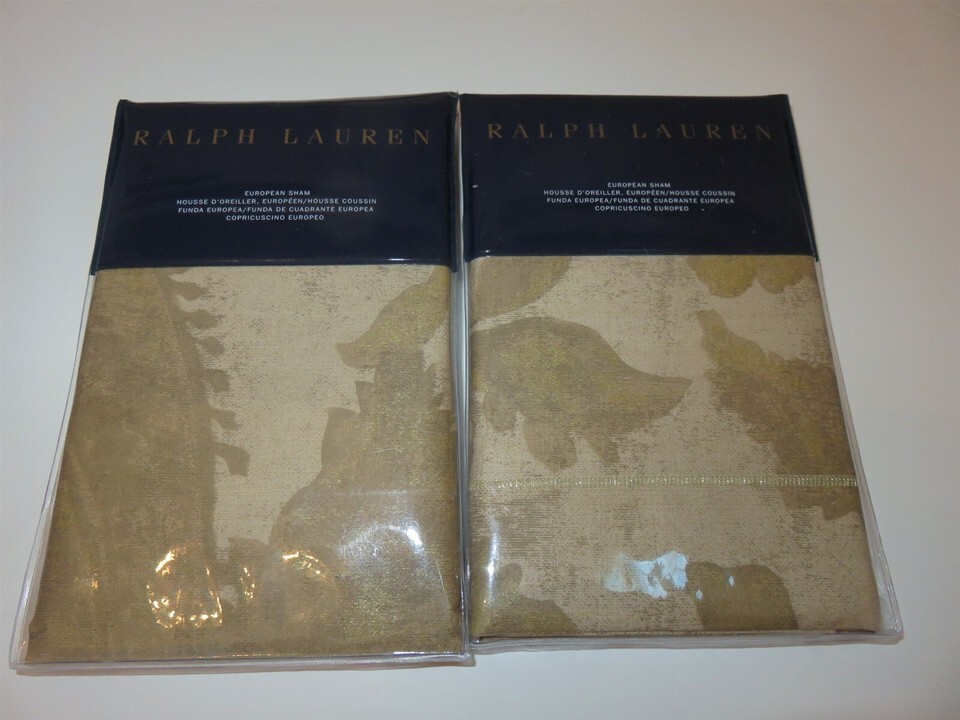 RALPH LAUREN
EUROPEAN SHAM
HOUSSE D'OREILLER, EUROPÉEN/HOUSSE COUSSIN
FUNDA EUROPEA/FUNDA DE CUADRANTE EUROPEA
COPRICUSCINO EUROPEO
RALPH LAUREN
EUROPEAN SHAM
HOUSSE D'OREILLER, EUROPÉEN/HOUSSE COUSSIN
FUNDA EUROPEA/FUNDA DE CUADRANTE EUROPEA
COPRICUSCINO EUROPEO